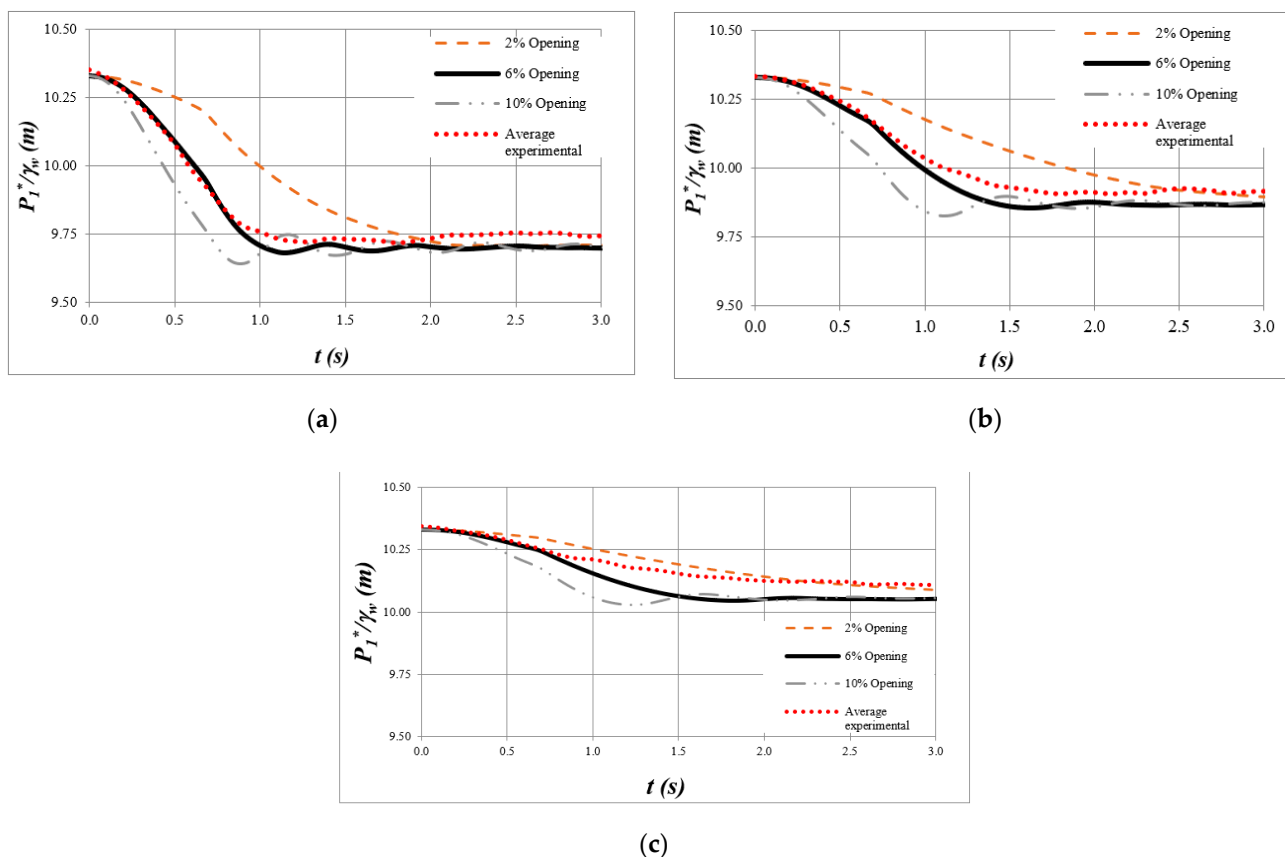 10.50
10.25
10.00
9.75
9.50
P1*/γw (m)
0.0 0.5 1.0 1.5 2.0 2.5 3.0
t (s)
2% Opening
6% Opening
10% Opening
Average
experimental
(a)
10.50
10.25
10.00
9.75
9.50
P1*/γw (m)
0.0 0.5 1.0 1.5 2.0 2.5 3.0
t (s)
2% Opening
6% Opening
10% Opening
Average
experimental
(b)
10.50
10.25
10.00
9.75
9.50
P1*/γw (m)
0.0 0.5 1.0 1.5 2.0 2.5 3.0
t (s)
2% Opening
6% Opening
10% Opening
Average
experimental
(c)